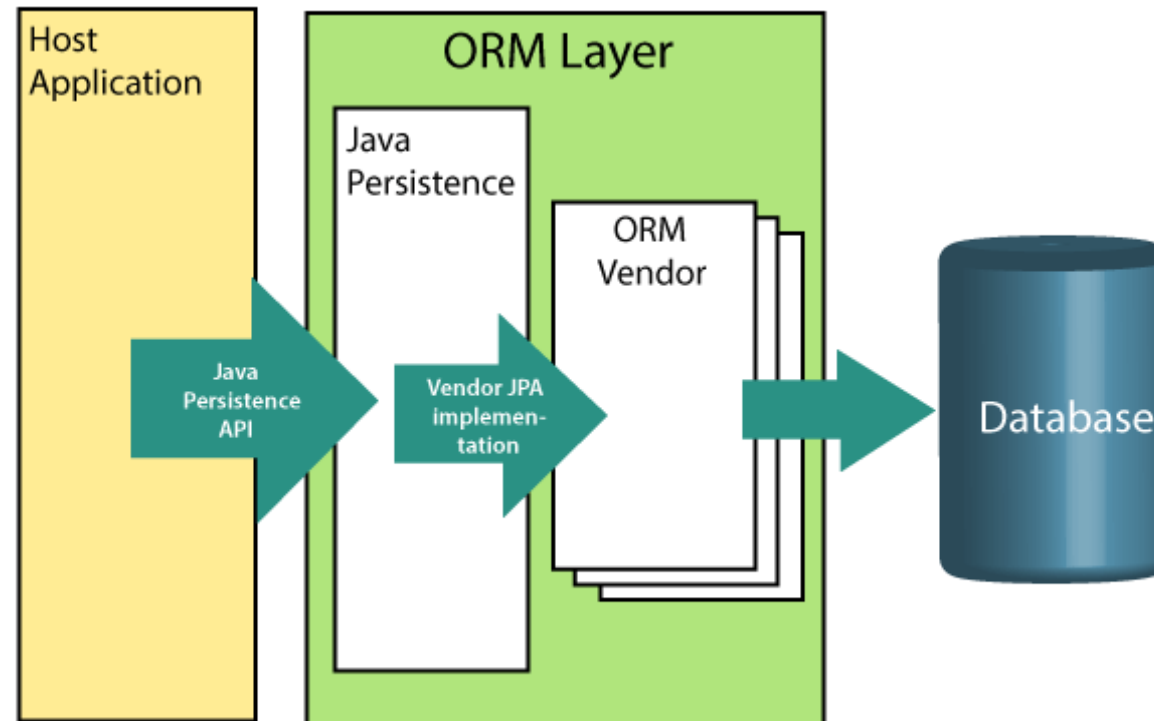 Host
Application
ORM Layer
Java
Persistence
ORM
Vendor
Java
Persistence
API
Vendor JPA
implemen-
tation
Database